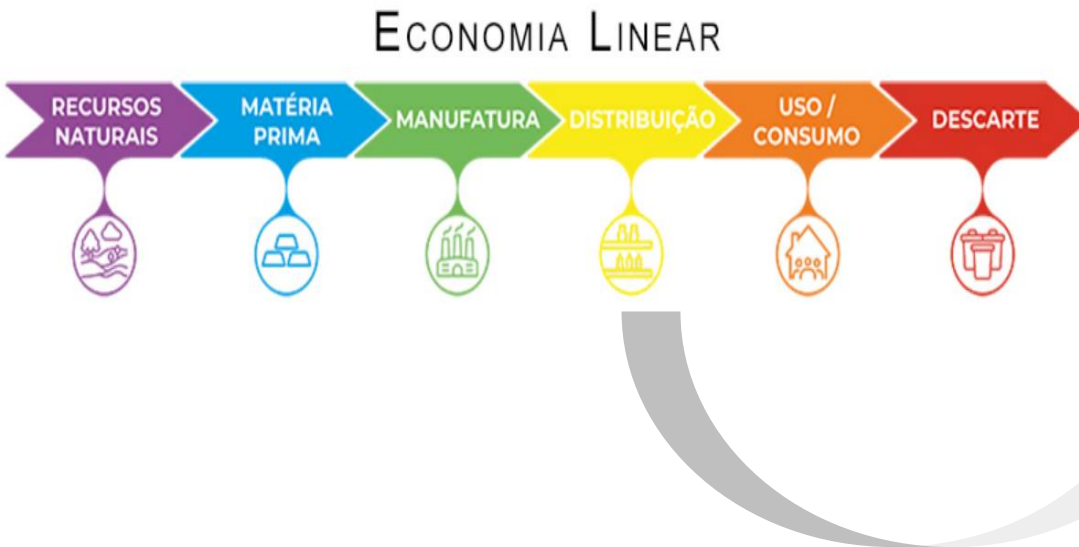 ECONOMIA LINEAR
RECURSOS
NATURAIS
MATÉRIA
PRIMA
MANUFATURA
DISTRIBUIÇÃO
USO /
CONSUMO
DESCARTE